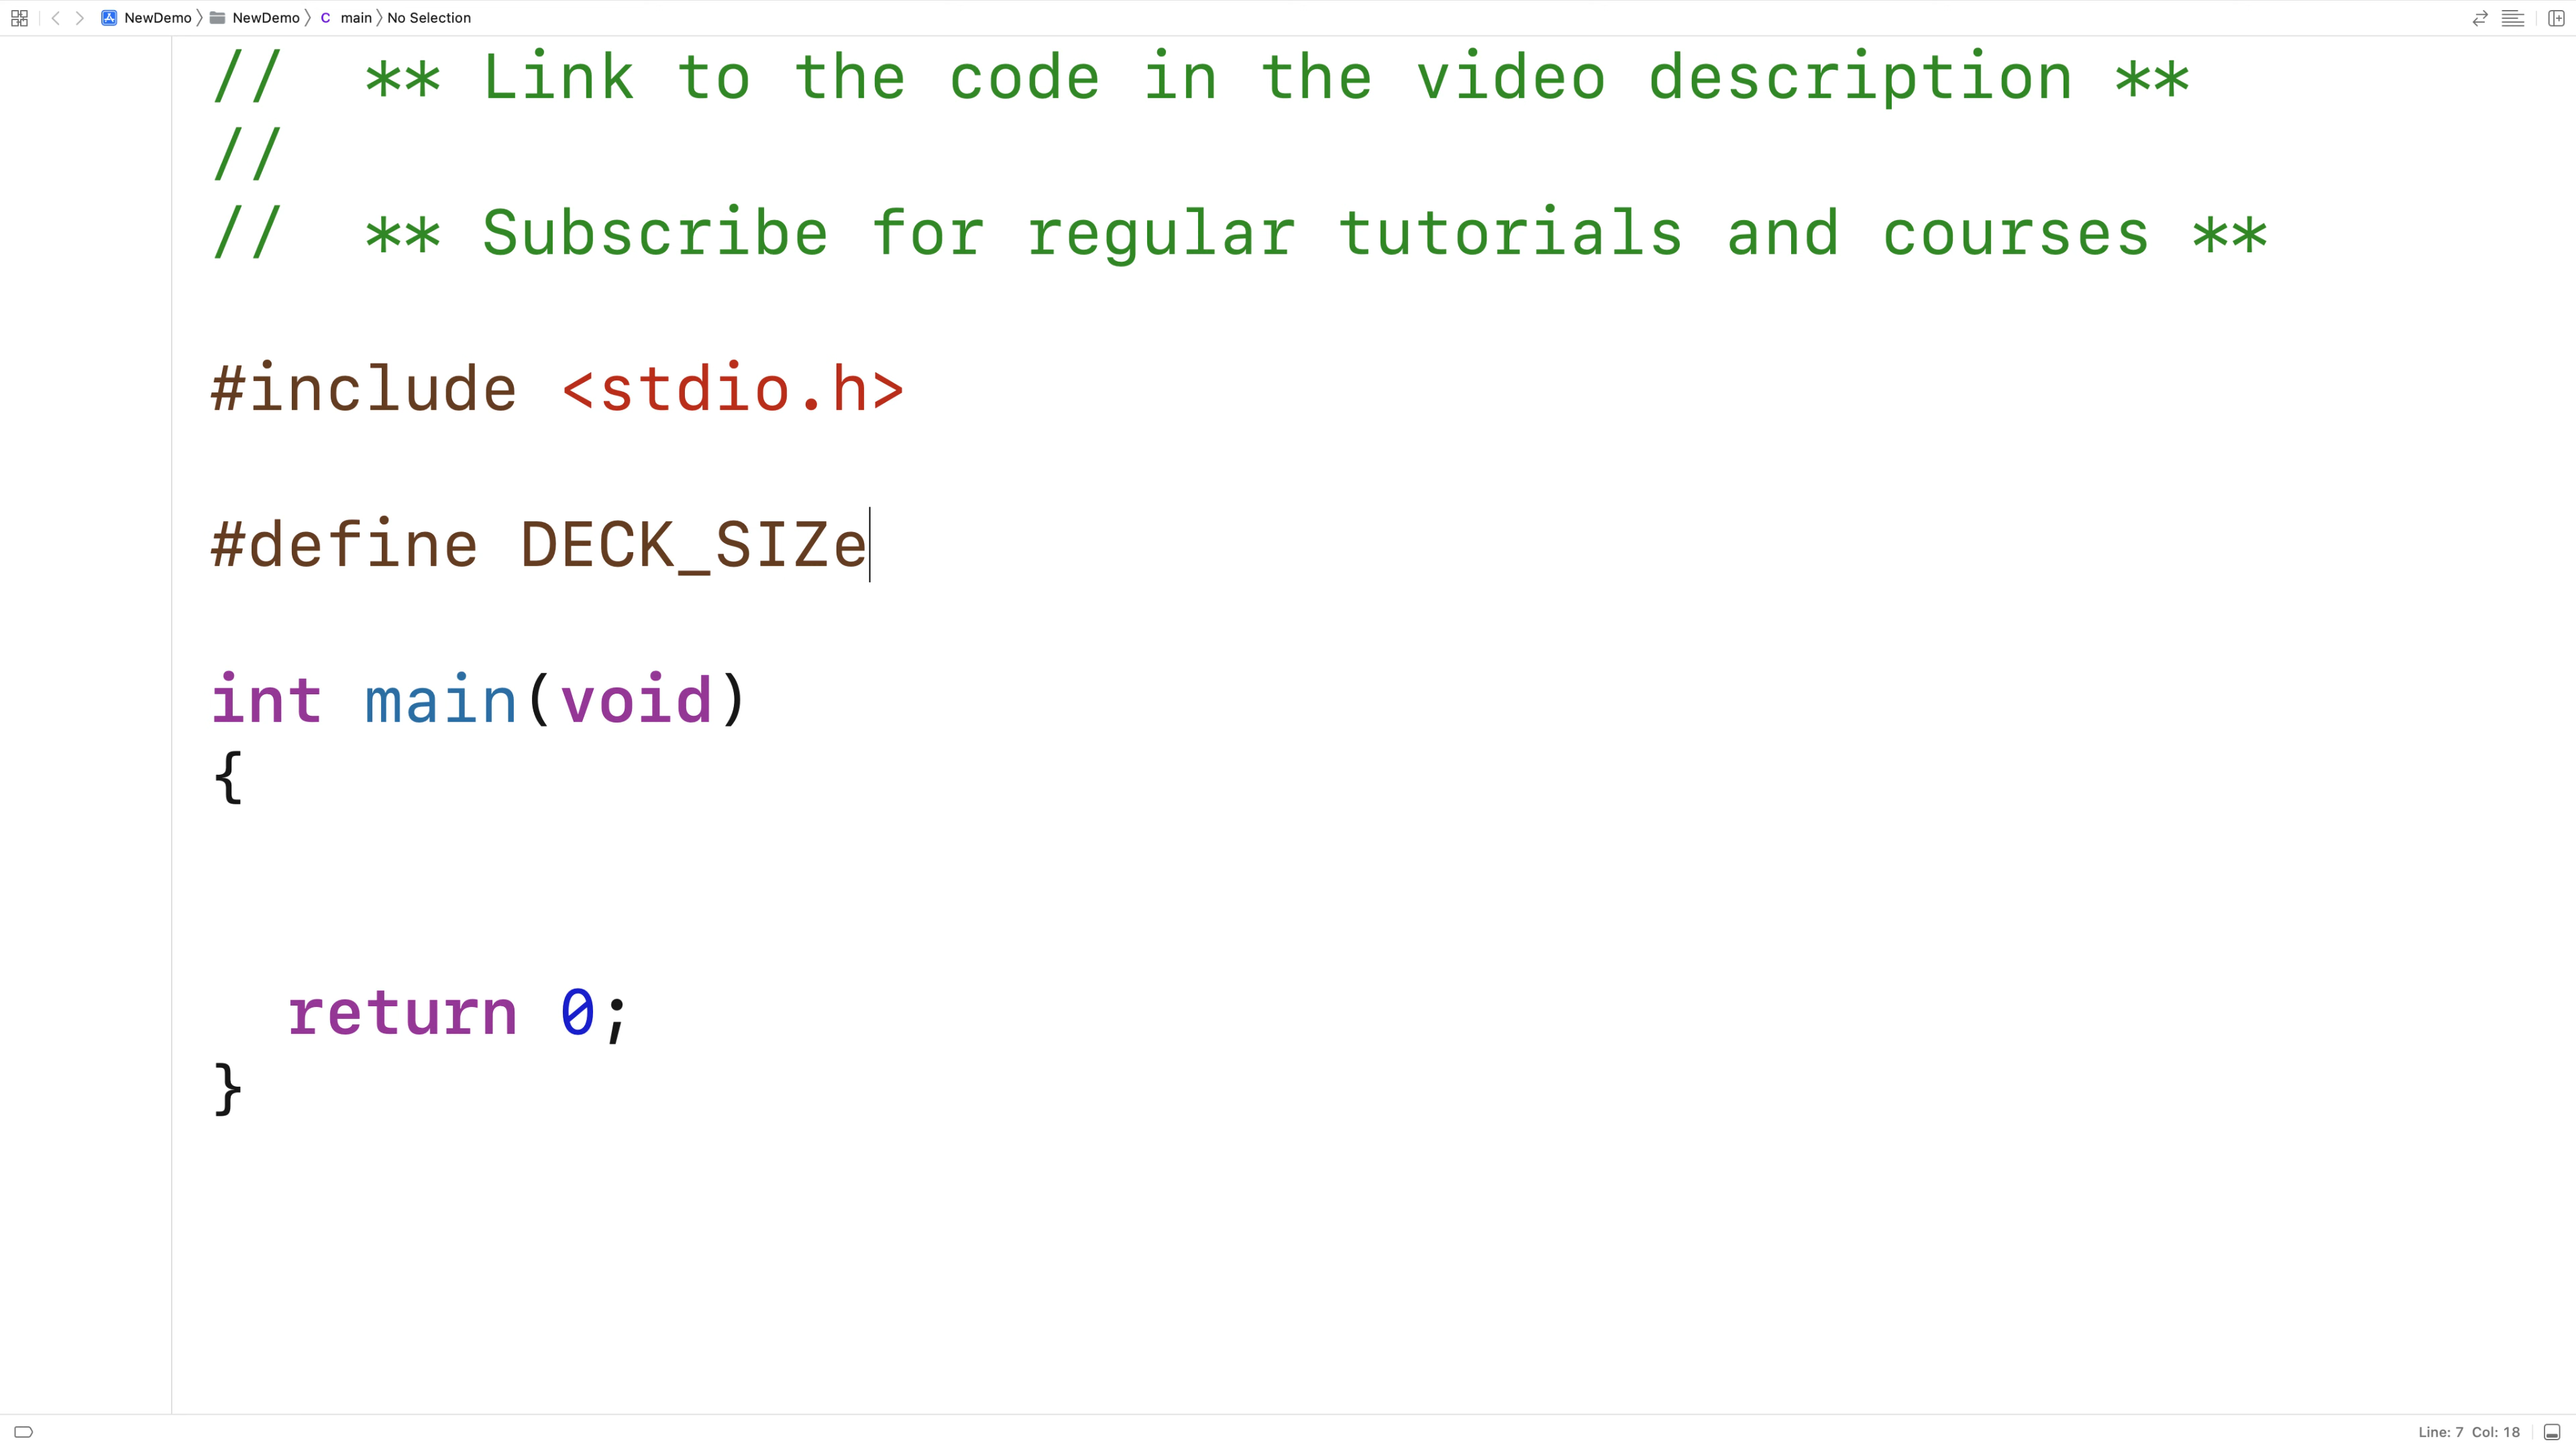 NewDemo NewDemo C main No Selection
// ** Link to the code in the video description **
//
// ** Subscribe for regular tutorials and courses **
#include <stdio.h>
#define DECK_SIZe
int main(void)
{
return 0;
}
Line: 7 Col: 18